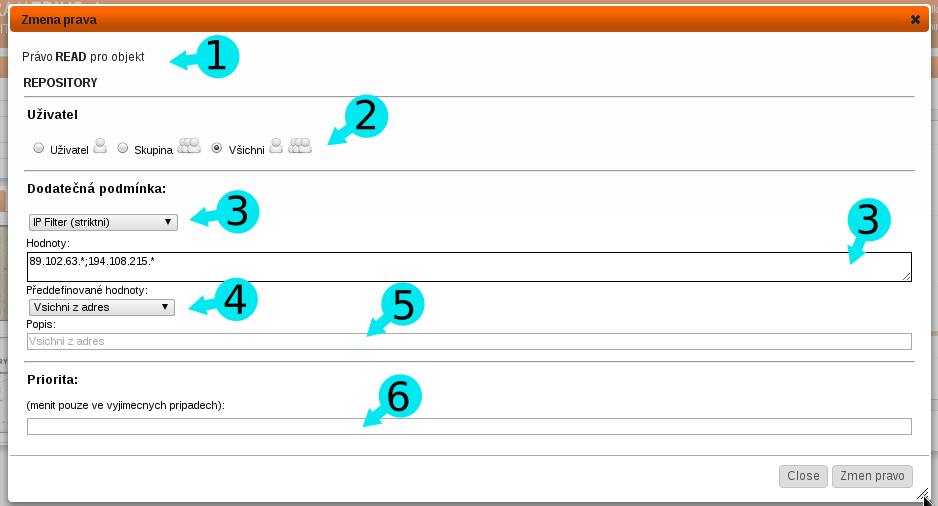 Zmena prava
Právo READ pro objekt
1
REPOSITORY
Uživatel
2
Uživatel Skupina Všichni
Dodatečná podmínka:
IP Filter (striktni)
3
3
Hodnoty:
89.102.63.*;194.108.215.*
Předdefinované hodnoty:
Vsichni z adres
4
Popis:
5
Vsichni z adres
Priorita:
(menit pouze ve vyjimecnych pripadech):
6
Close
Zmen pravo